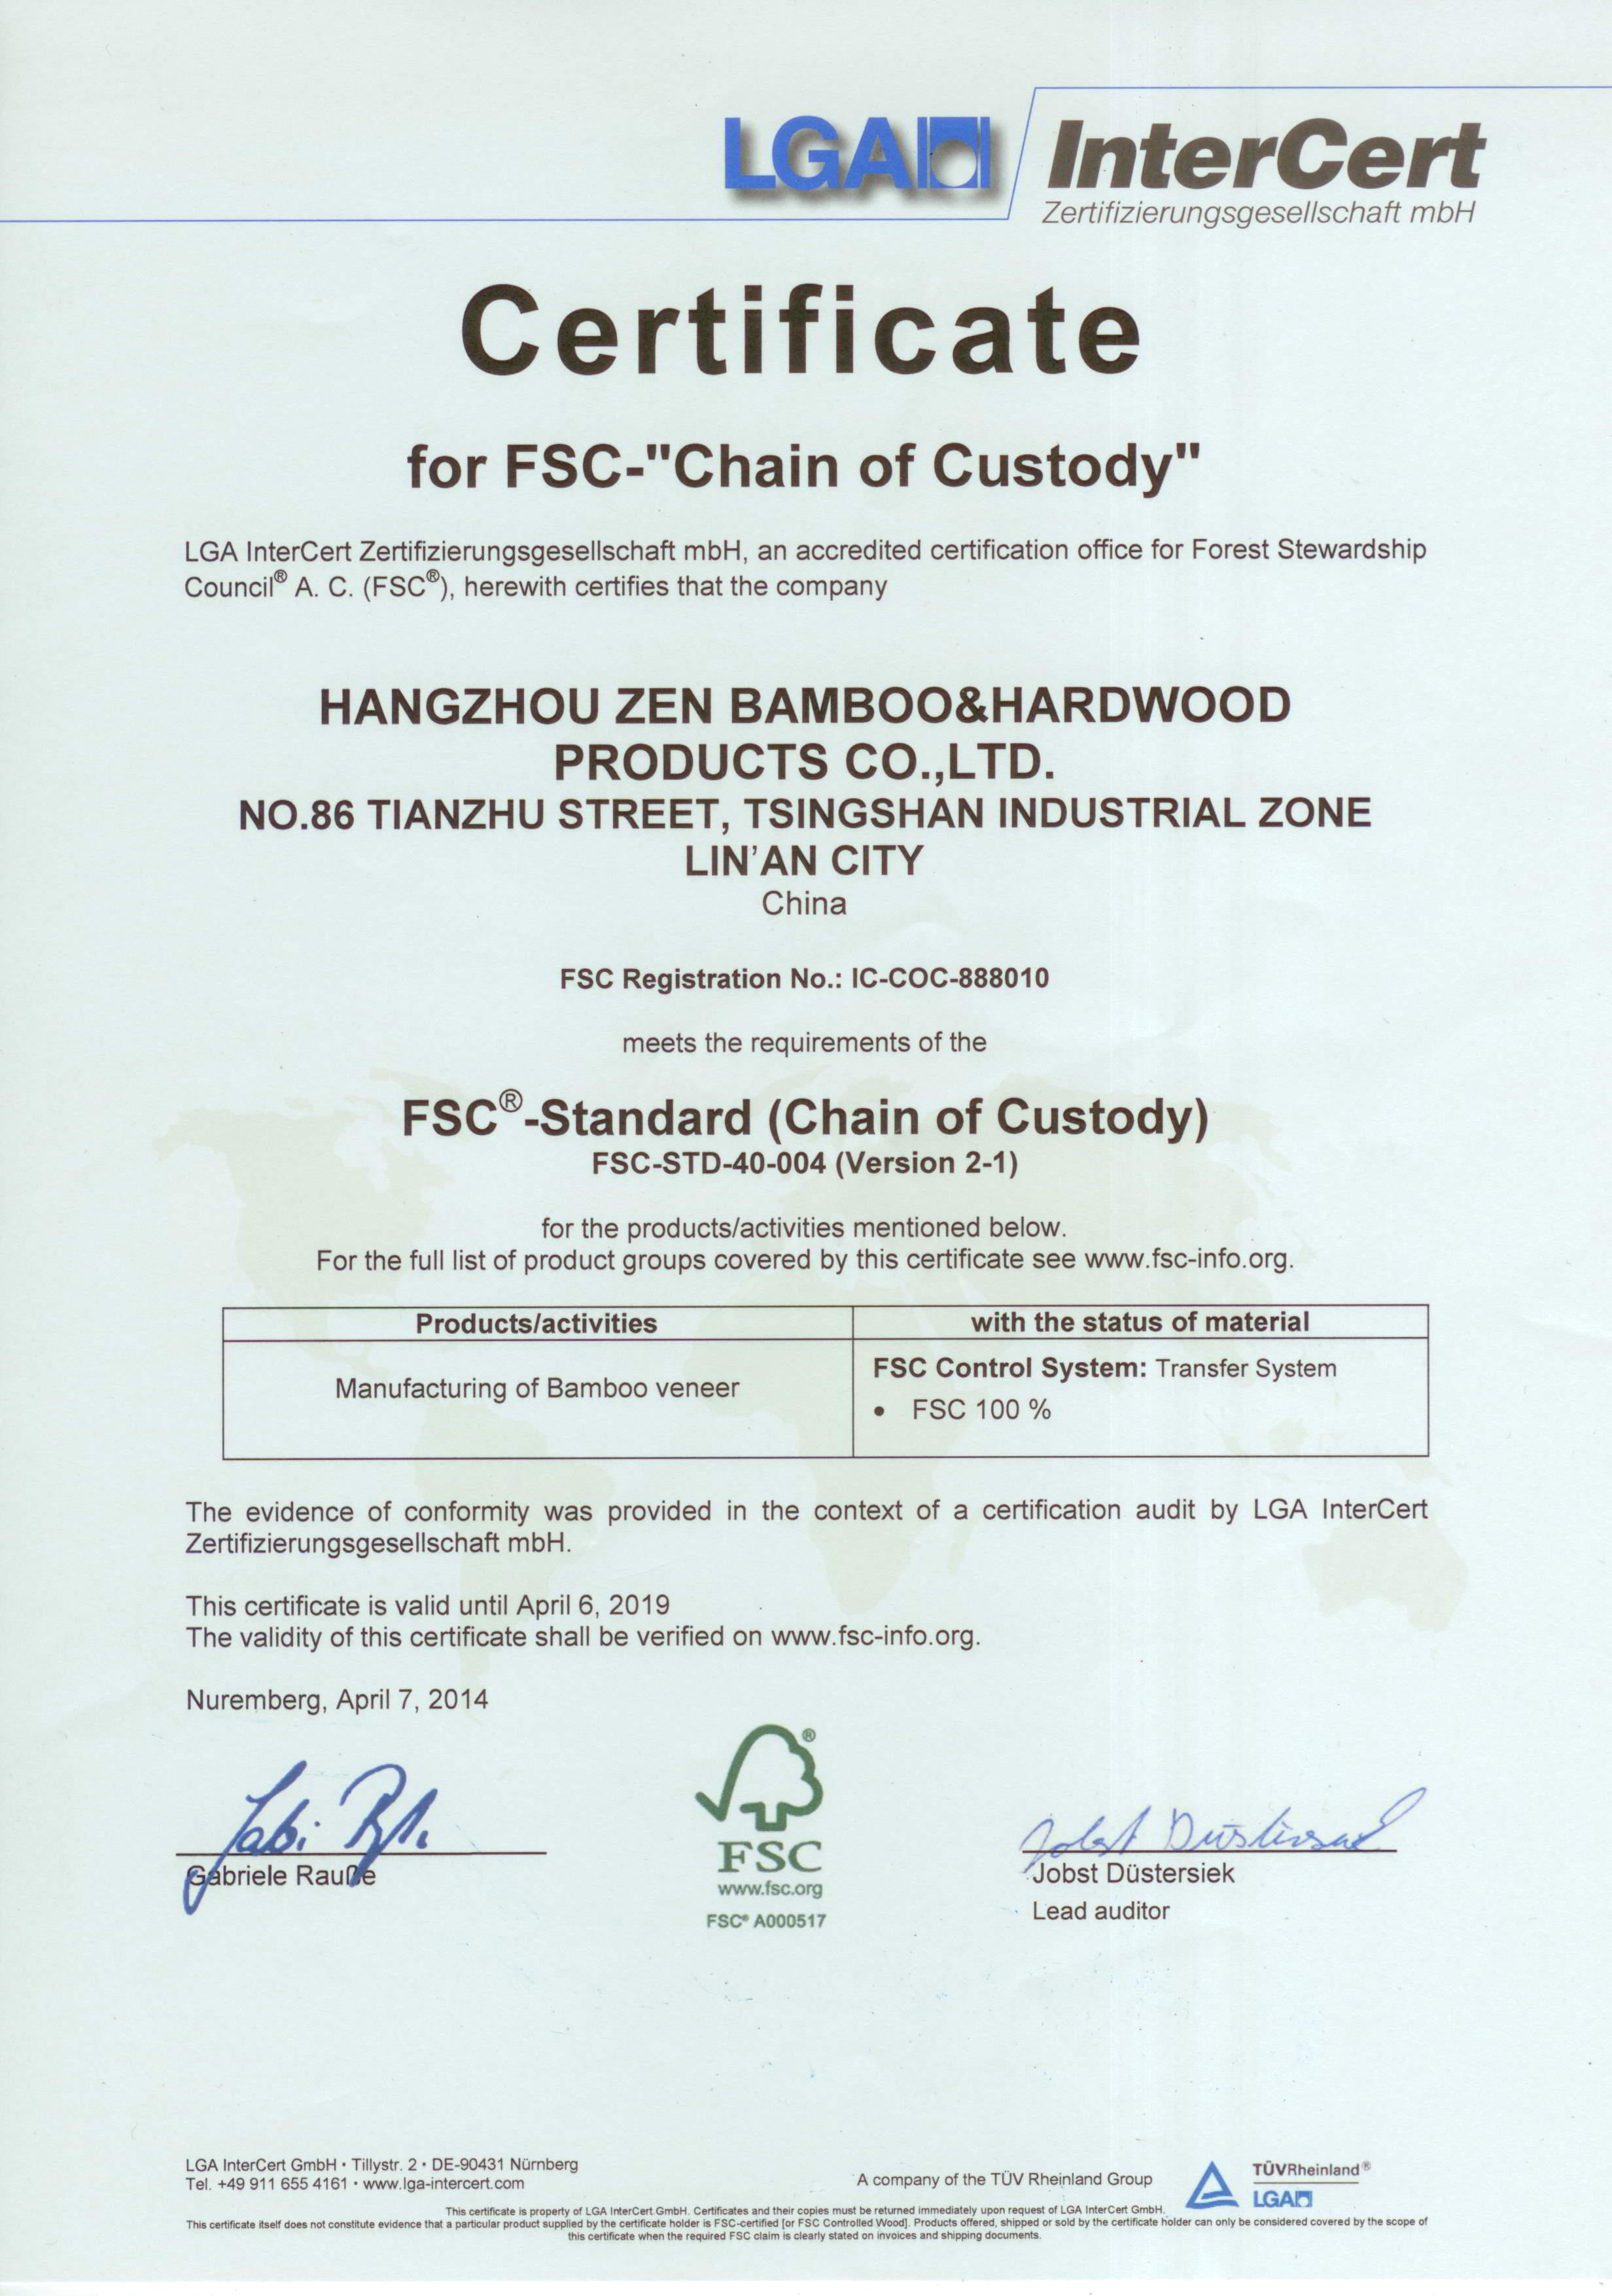 LGA InterCert
Zertifizierungsgesellschaft mbH
Certificate
for FSC-"Chain of Custody"
LGA InterCert Zertifizierungsgesellschaft mbH, an accredited certification office for Forest Stewardship
Council® A. C. (FSC®), herewith certifies that the company
HANGZHOU ZEN BAMBOO&HARDWOOD
PRODUCTS CO.,LTD.
NO.86 TIANZHU STREET, TSINGSHAN INDUSTRIAL ZONE
LIN'AN CITY
China
FSC Registration No.: IC-COC-888010
meets the requirements of the
FSC®-Standard (Chain of Custody)
FSC-STD-40-004 (Version 2-1)
for the products/activities mentioned below.
For the full list of product groups covered by this certificate see www.fsc-info.org.
Products/activities
with the status of material
Manufacturing of Bamboo veneer
FSC Control System: Transfer System
• FSC 100 %
The evidence of conformity was provided in the context of a certification audit by LGA InterCert
Zertifizierungsgesellschaft mbH.
This certificate is valid until April 6, 2019
The validity of this certificate shall be verified on www.fsc-info.org.
Nuremberg, April 7, 2014
Gabriele Rauße
®
FSC
www.fsc.org
FSC® A000517
Jobst Düstersiek
Jobst Düstersiek
Lead auditor
LGA InterCert GmbH • Tillystr. 2 • DE-90431 Nürnberg
Tel. +49 911 655 4161 • www.lga-intercert.com
A company of the TÜV Rheinland Group
TÜVRheinland®
LGA
This certificate is property of LGA InterCert GmbH. Certificates and their copies must be returned immediately upon request of LGA InterCert GmbH.
This certificate itself does not constitute evidence that a particular product supplied by the certificate holder is FSC-certified [or FSC Controlled Wood]. Products offered, shipped or sold by the certificate holder can only be considered covered by the scope of
this certificate when the required FSC claim is clearly stated on invoices and shipping documents.